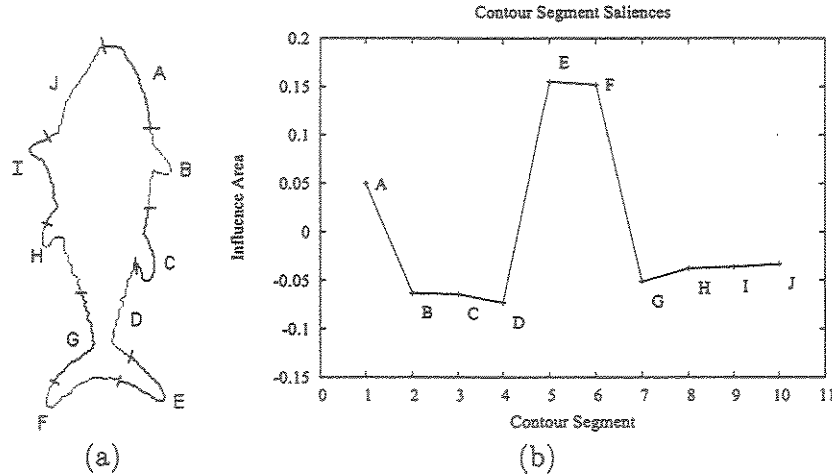 A
J
I
B
H
C
D
G
F
E
(a)
Contour Segment Saliences
0.2
0.15
0.1
0.05
0
-0.05
-0.1
-0.15
Influence Area
A
B
C
D
E
F
G
H
I
J
0 1 2 3 4 5 6 7 8 9 10 11
Contour Segment
(b)